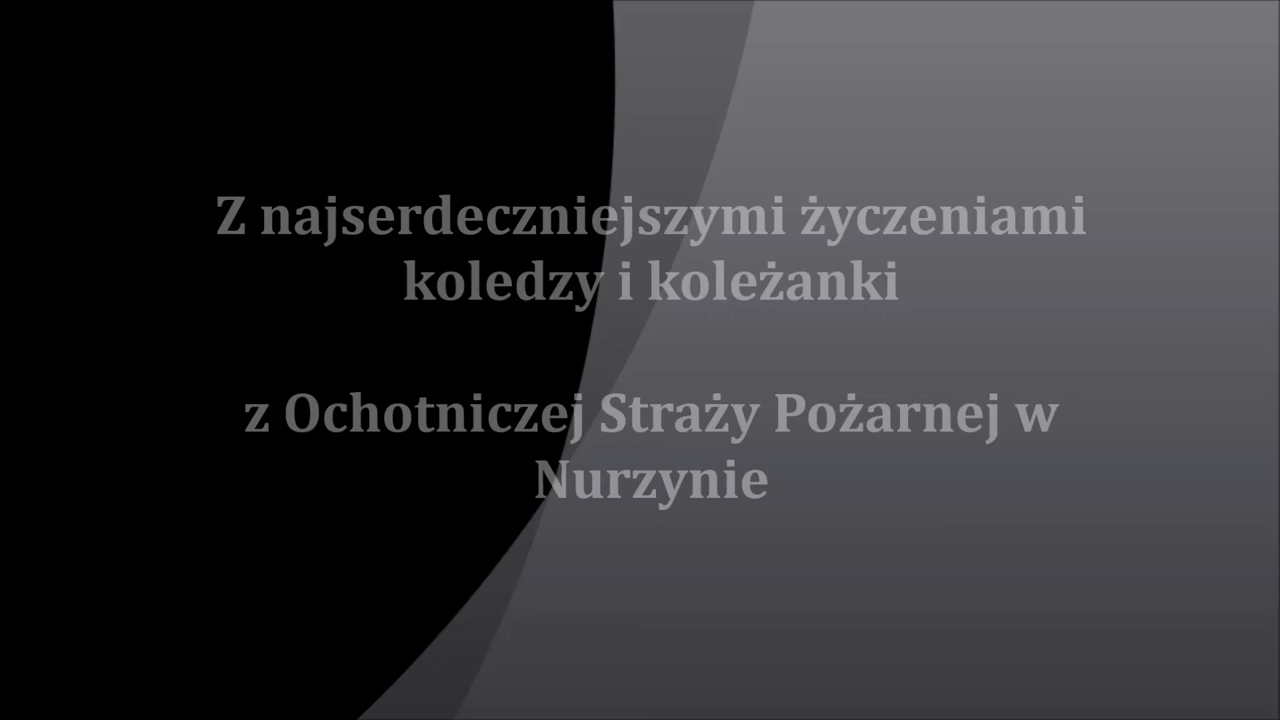 Z najserdeczniejszymi życzeniami
koledzy i koleżanki
z Ochotniczej Straży Pożarnej w
Nurzynie